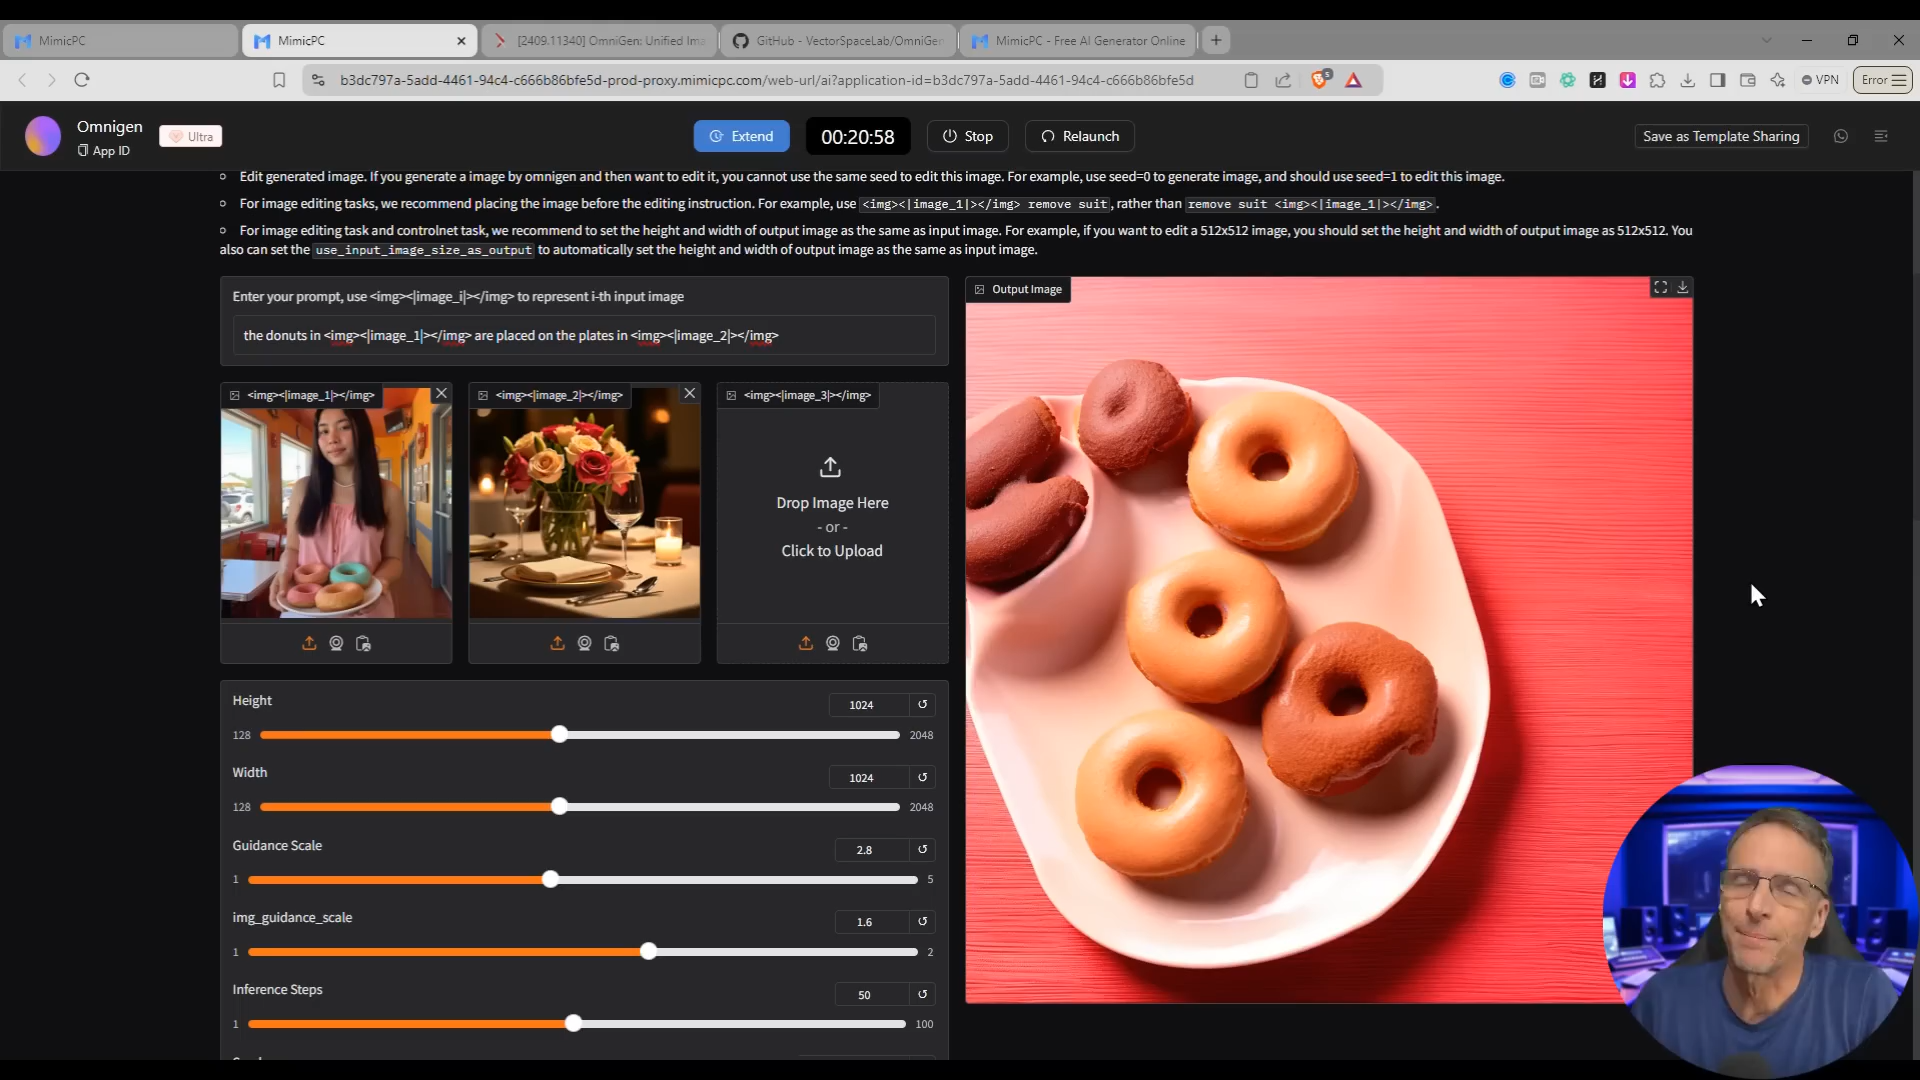 MimicPC
MimicPC
[2409.11340] OmniGen: Unified Ima
GitHub - VectorSpaceLab/OmniGen
MimicPC - Free AI Generator Online
b3dc797a-5add-4461-94c4-c666b86bfe5d-prod-proxy.mimicpc.com/web-url/ai?application-id=b3dc797a-5add-4461-94c4-c666b86bfe5d
5
VPN
Error
Omnigen
App ID
Ultra
Extend
00:20:58
Stop
Relaunch
Save as Template Sharing
Edit generated image. If you generate a image by omnigen and then want to edit it, you cannot use the same seed to edit this image. For example, use seed=0 to generate image, and should use seed=1 to edit this image.
For image editing tasks, we recommend placing the image before the editing instruction. For example, use <img><|image_1|></img> remove suit, rather than remove suit <img><|image_1|></img>.
For image editing task and controlnet task, we recommend to set the height and width of output image as the same as input image. For example, if you want to edit a 512x512 image, you should set the height and width of output image as 512x512. You
also can set the use_input_image_size_as_output to automatically set the height and width of output image as the same as input image.
Enter your prompt, use <img><|image_i|></img> to represent i-th input image
the donuts in <img><|image_1|></img> are placed on the plates in <img><|image_2|></img>
<img><|image_1|></img>
<img><|image_2|></img>
<img><|image_3|></img>
Drop Image Here
- or -
Click to Upload
Output Image
Height
1024
128
2048
Width
1024
128
2048
Guidance Scale
2.8
1
5
img_guidance_scale
1.6
1
2
Inference Steps
50
1
100